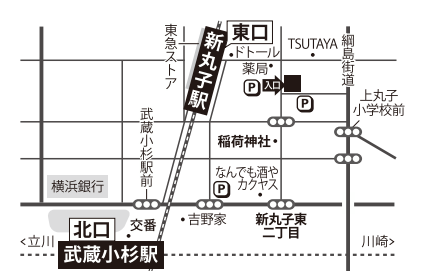 東急ストア
新丸子駅
東口
ドトール
薬局
TSUTAYA
綱島街道
P
入口
P
上丸子
小学校前
武蔵小杉駅前
稲荷神社
なんでも酒や
カクヤス
P
横浜銀行
北口
交番
吉野家
新丸子東
二丁目
<立川
武蔵小杉駅
川崎>